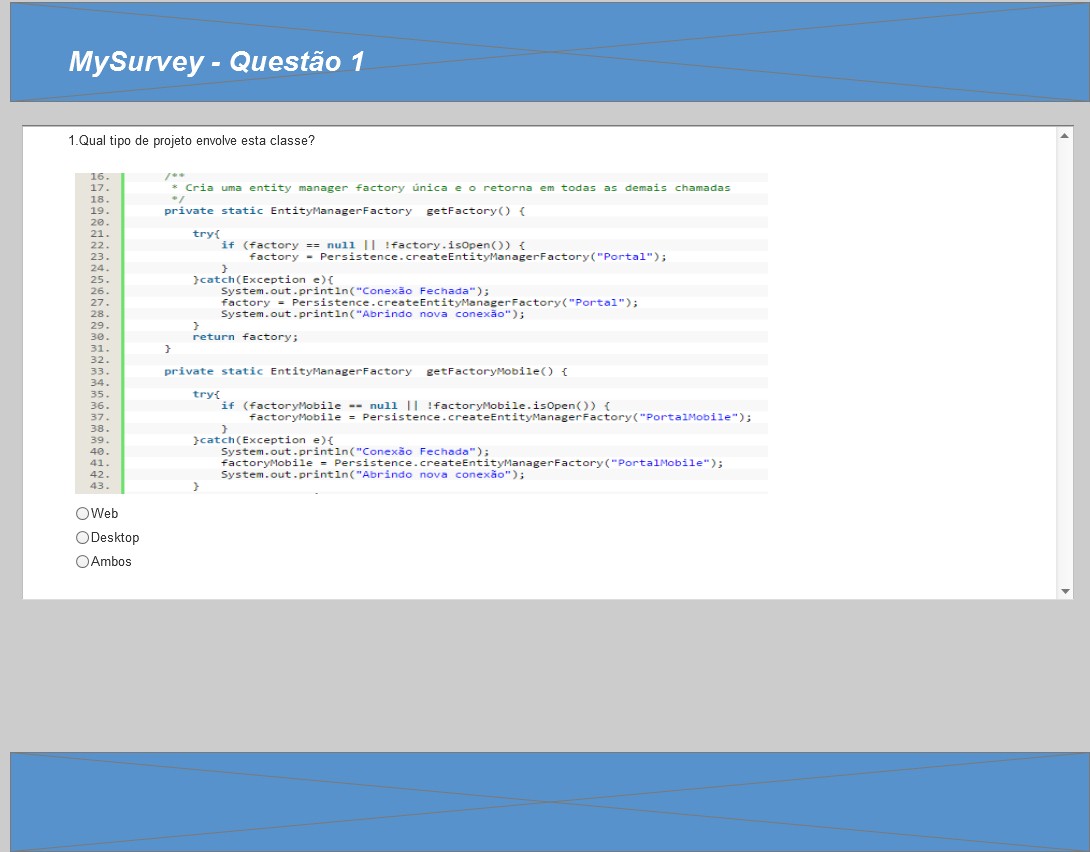 MySurvey - Questão 1
1.Qual tipo de projeto envolve esta classe?
16. /**
17. * Cria uma entity manager factory única e o retorna em todas as demais chamadas
18. */
19. private static EntityManagerFactory  getFactory() {
20.
21. try{
22. if (factory == null || !factory.isOpen()) {
23. factory = Persistence.createEntityManagerFactory("Portal");
24. }
25. }catch(Exception e){
26. System.out.println("Conexão Fechada");
27. factory = Persistence.createEntityManagerFactory("Portal");
28. System.out.println("Abrindo nova conexão");
29. }
30. return factory;
31. }
32.
33. private static EntityManagerFactory  getFactoryMobile() {
34.
35. try{
36. if (factoryMobile == null || !factoryMobile.isOpen()) {
37. factoryMobile = Persistence.createEntityManagerFactory("PortalMobile");
38. }
39. }catch(Exception e){
40. System.out.println("Conexão Fechada");
41. factoryMobile = Persistence.createEntityManagerFactory("PortalMobile");
42. System.out.println("Abrindo nova conexão");
43. }
Web
Desktop
Ambos